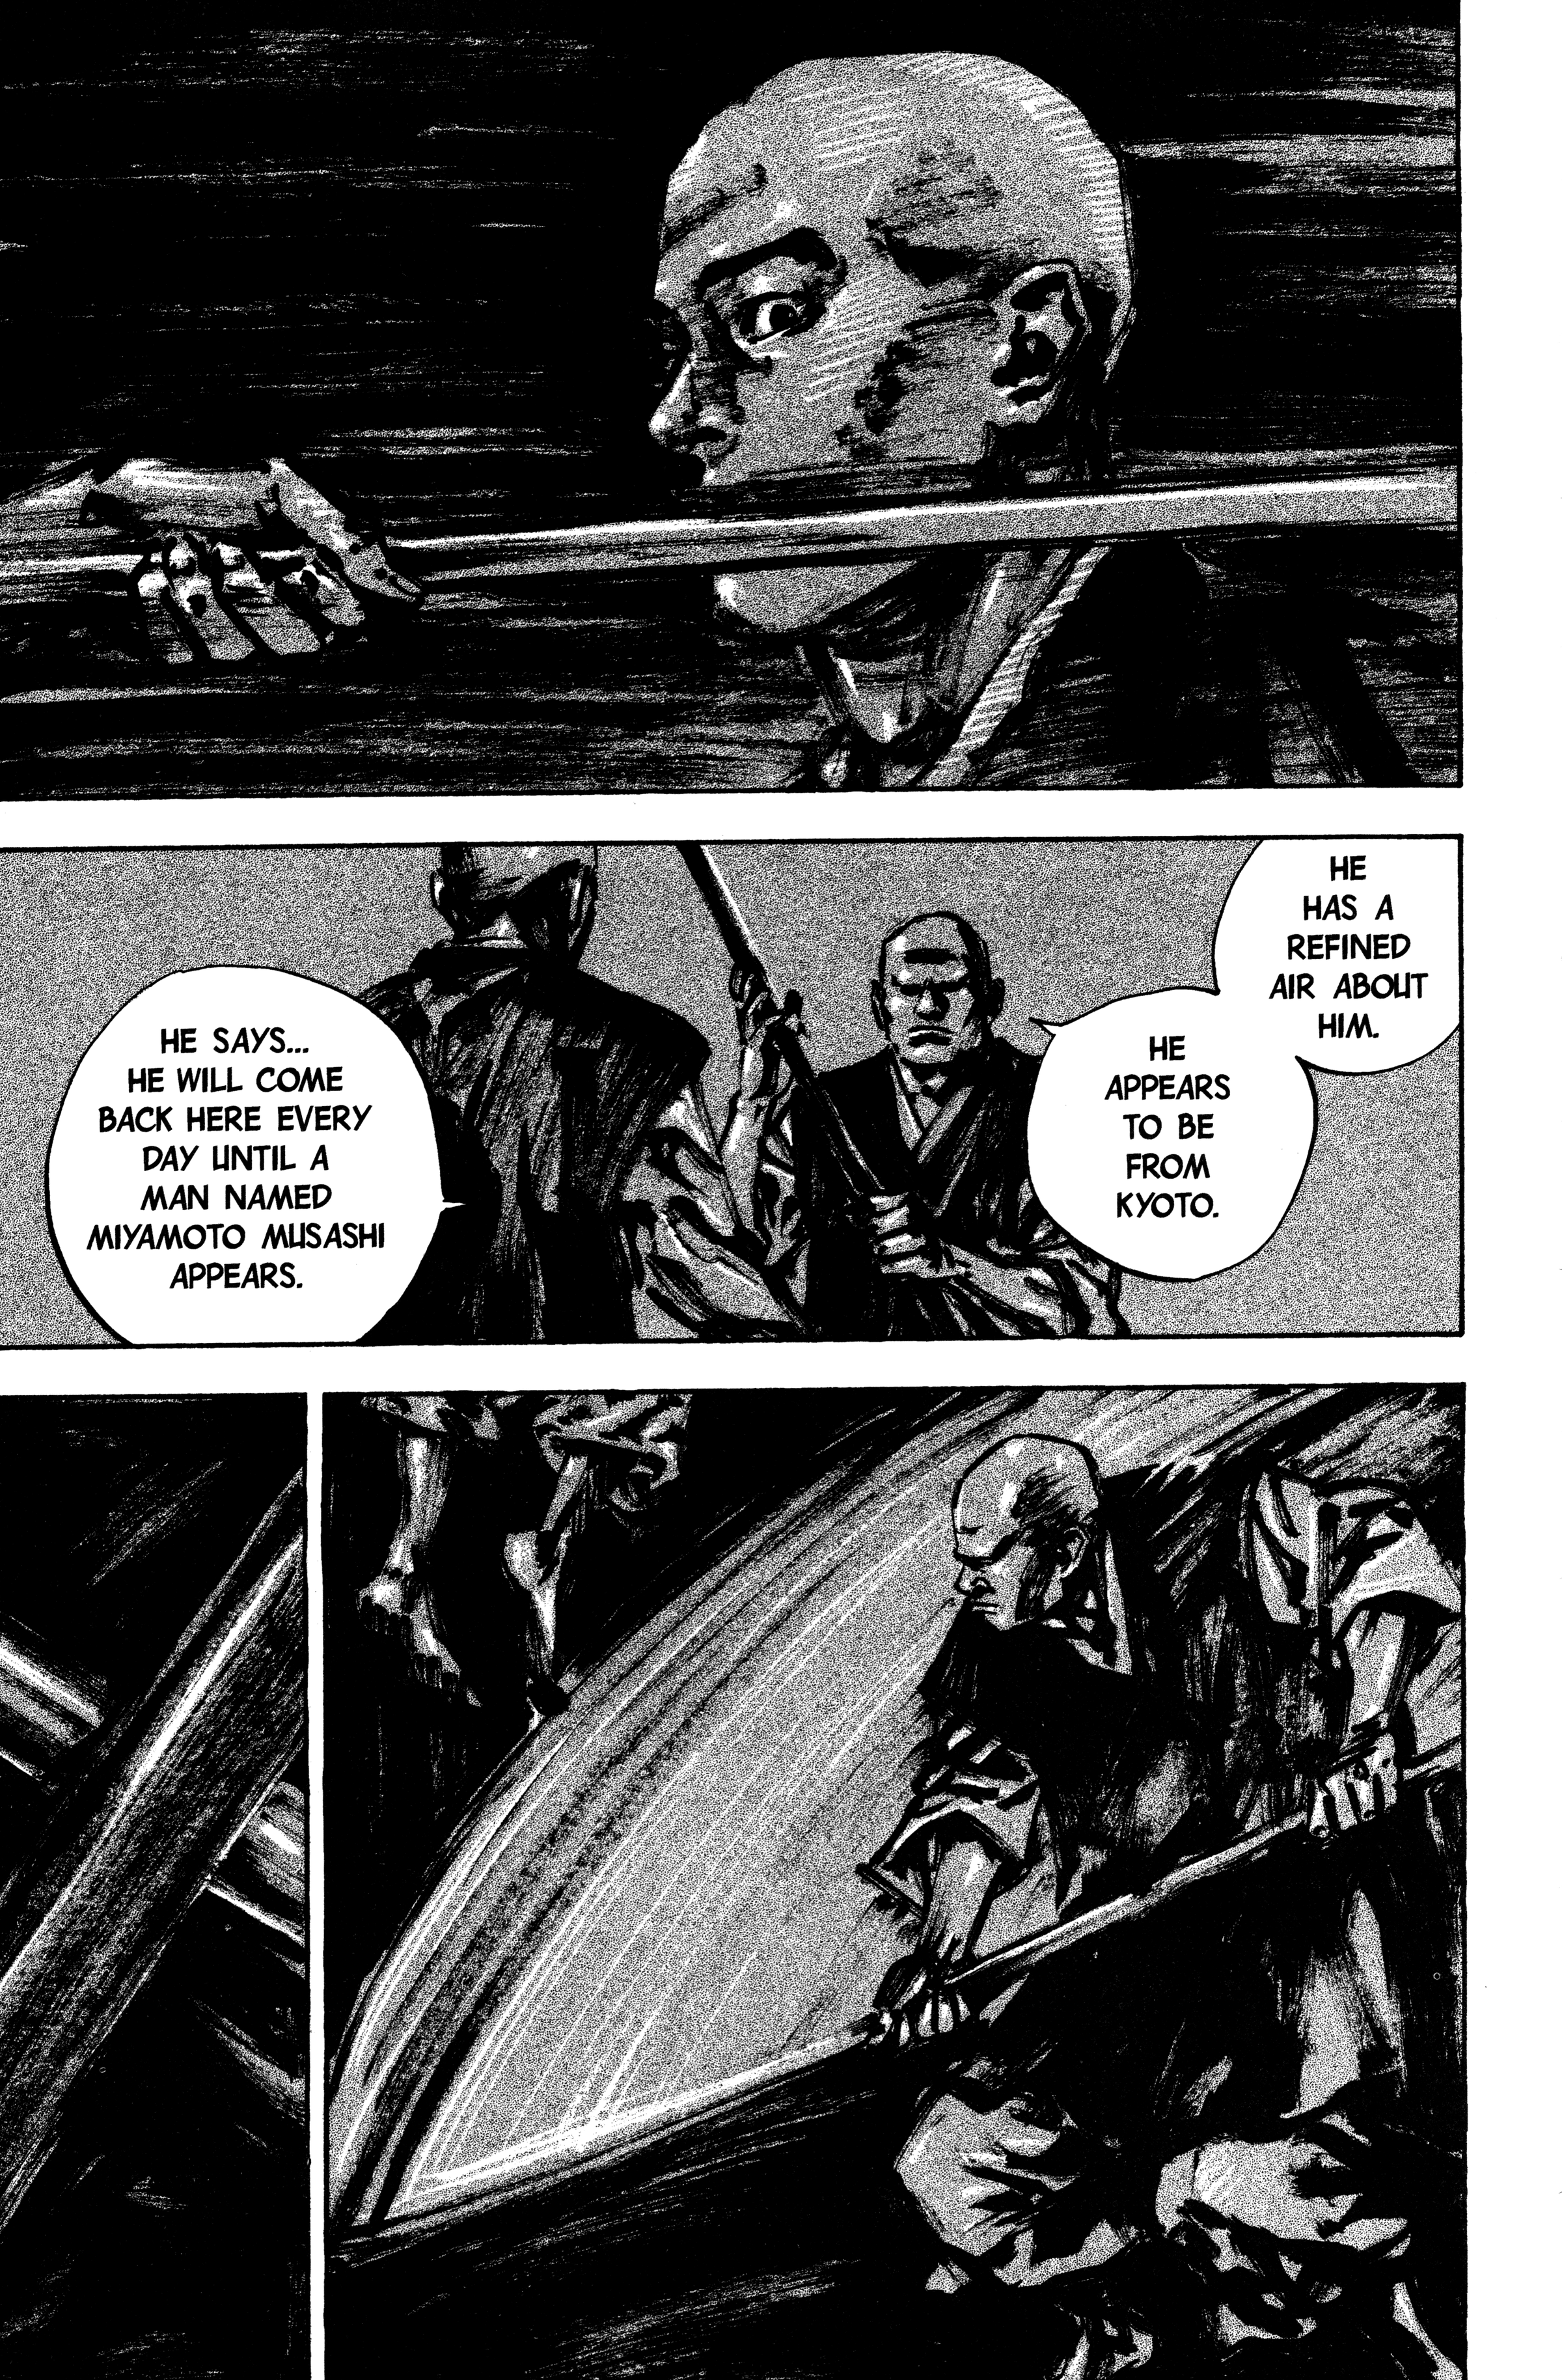 HE
HAS A
REFINED
AIR ABOUT
HIM.
HE
APPEARS
TO BE
FROM
KYOTO.
HE SAYS...
HE WILL COME
BACK HERE EVERY
DAY UNTIL A
MAN NAMED
MIYAMOTO MUSASHI
APPEARS.